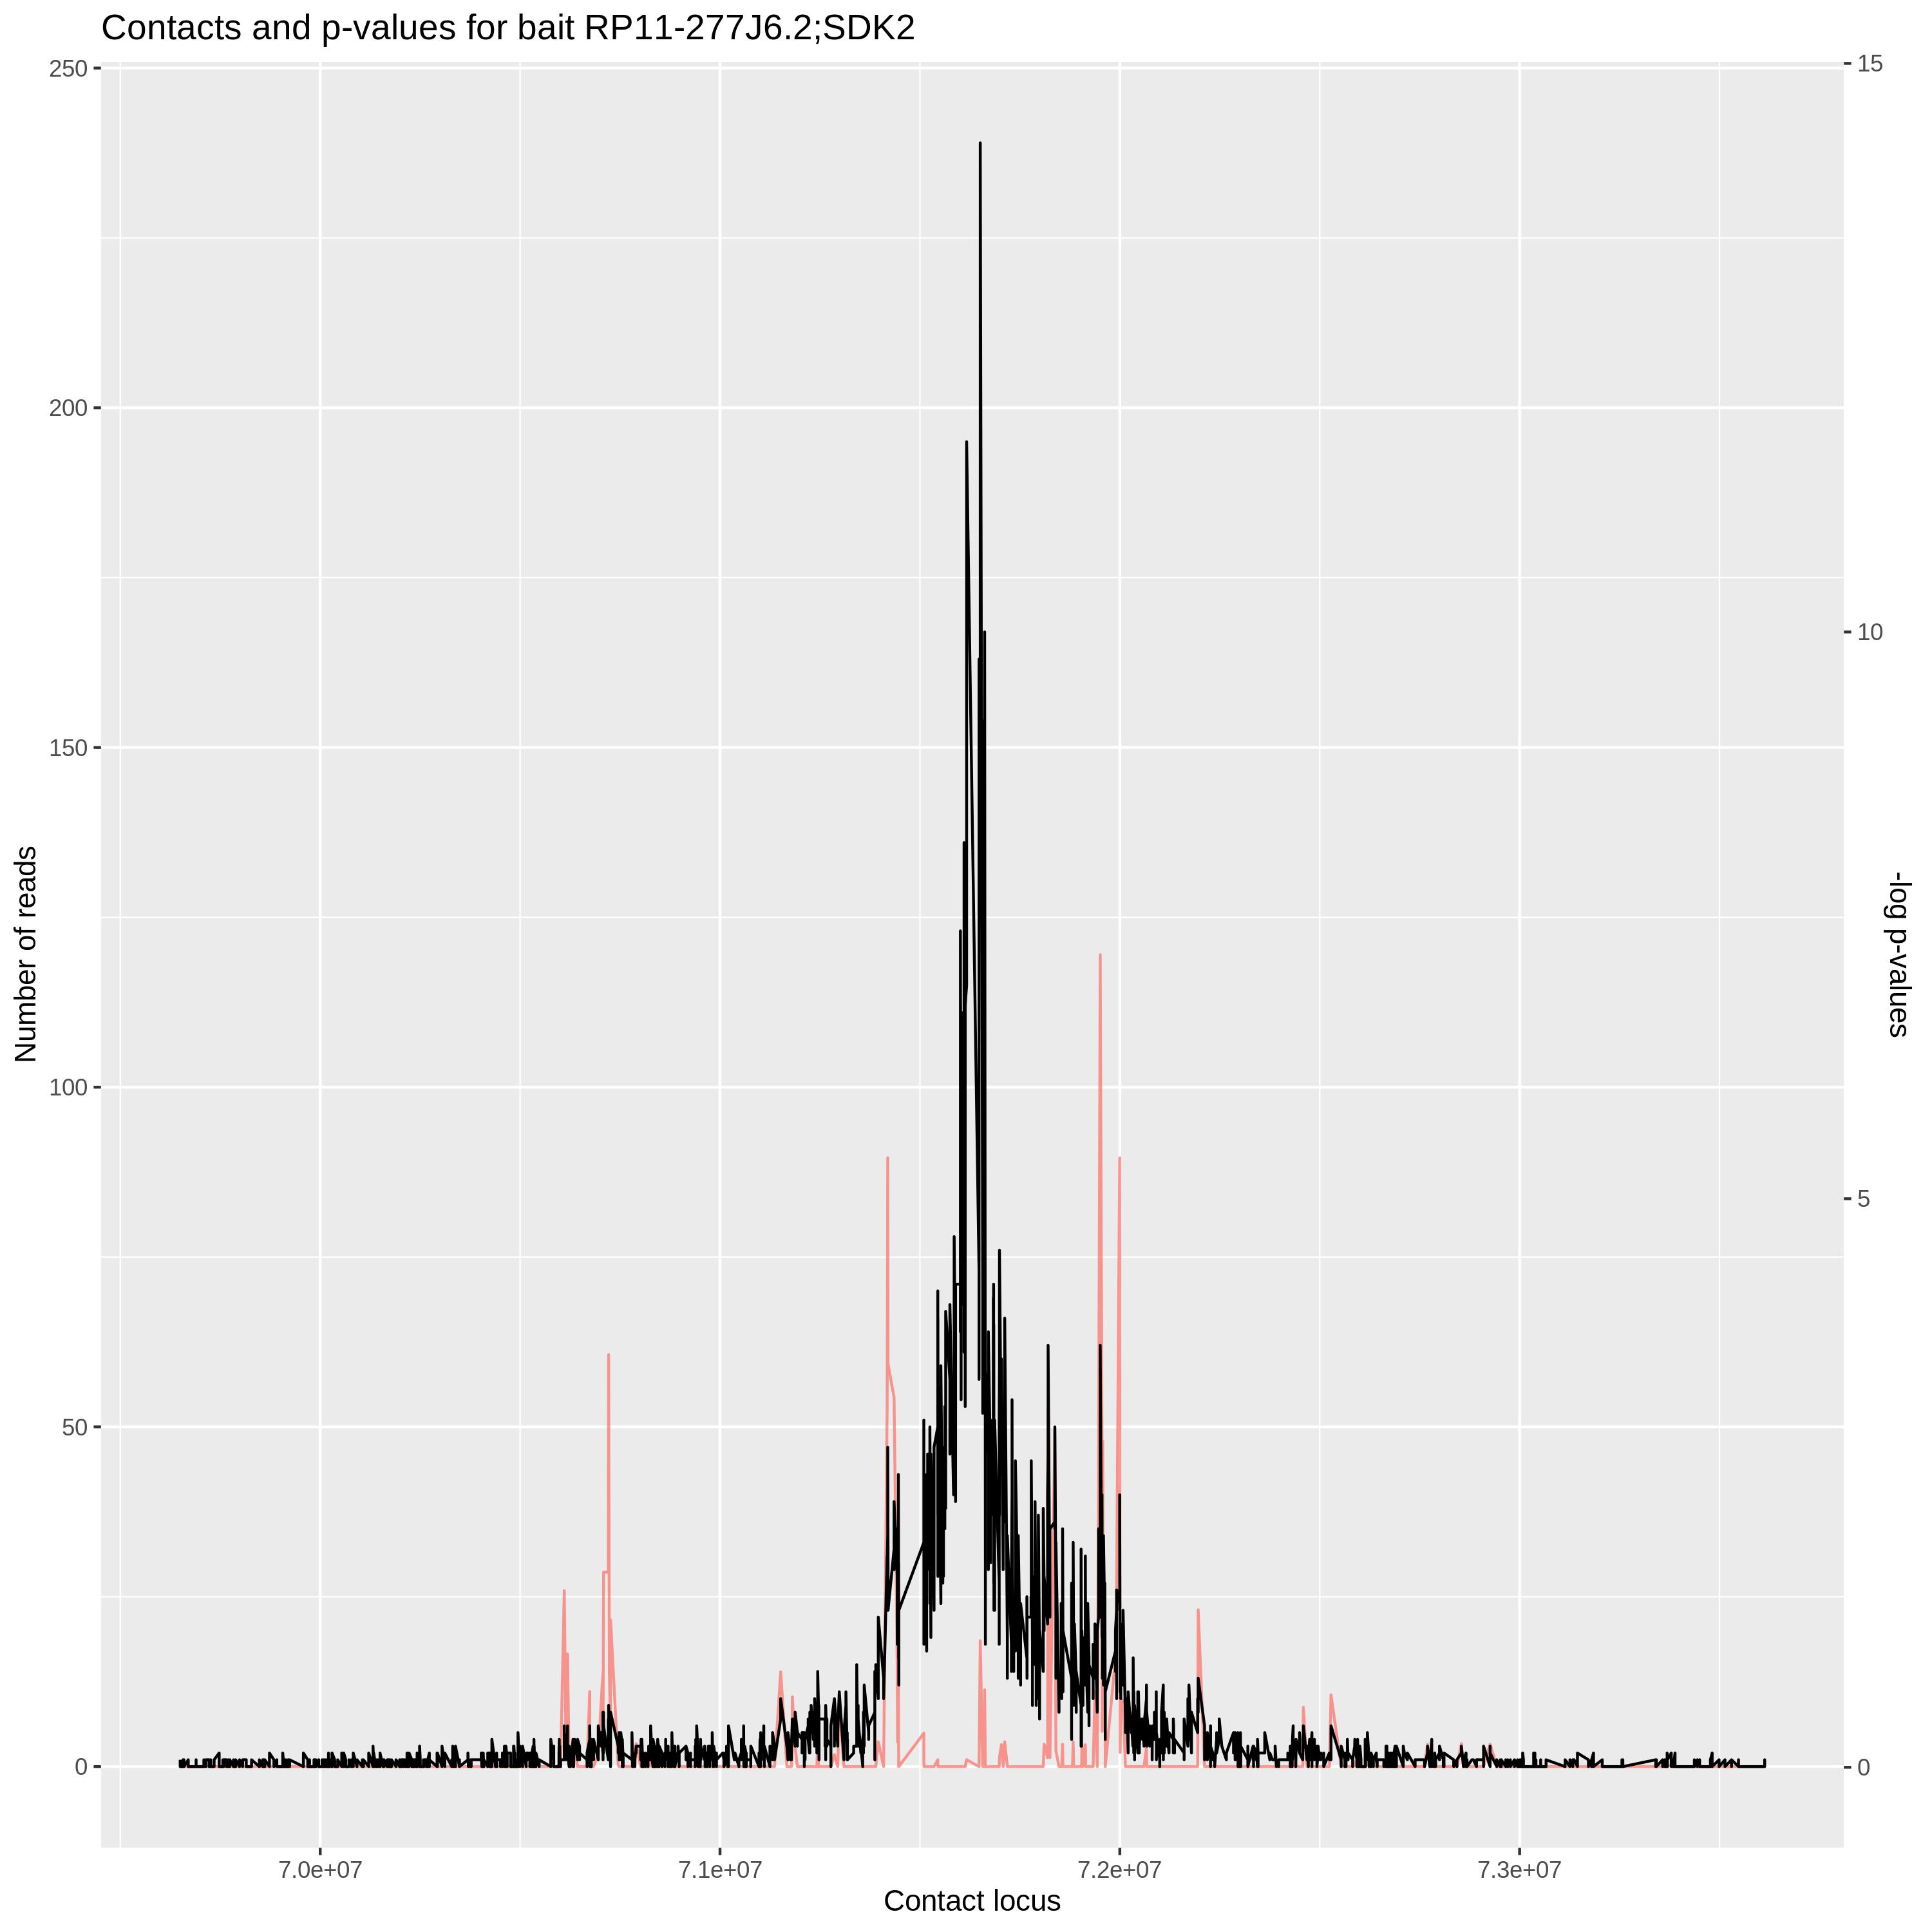 Contacts and p-values for bait RP11-277J6.2;SDK2
250
200
150
100
50
0
Number of reads
15
10
5
0
-log p-values
7.0e+07
7.1e+07
7.2e+07
7.3e+07
Contact locus